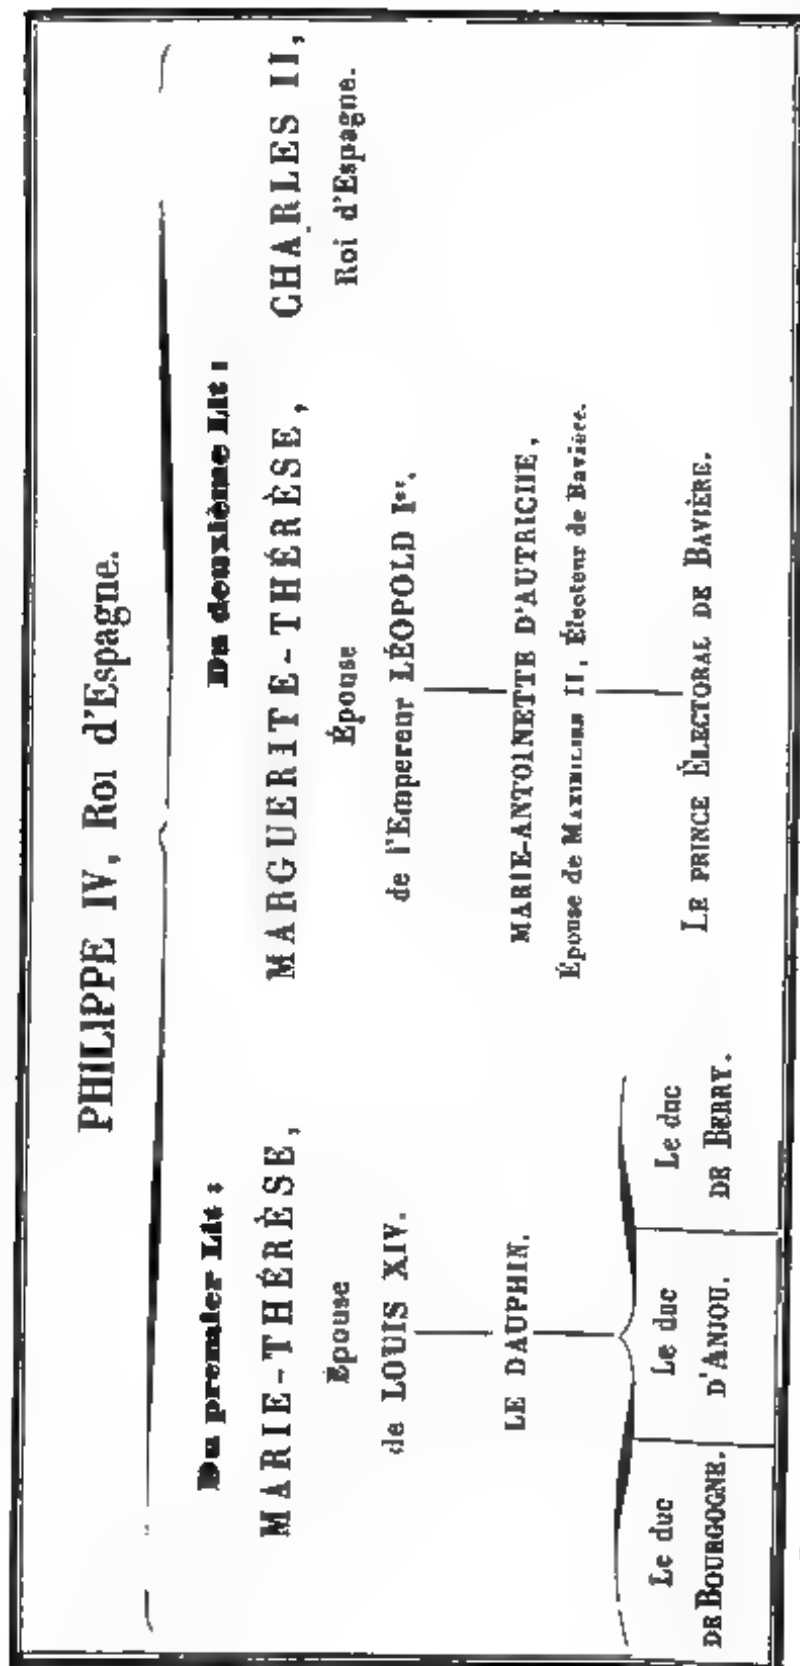 PHILIPPE IV, Roi d'Espagne.
Du premier Lit :
MARIE-THÉRÈSE,
Épouse
de LOUIS XIV.
LE DAUPHIN.
Le duc
DE BOURGOGNE.
Le duc
D'ANJOU.
Le duc
DE BERRY.
Du deuxième Lit :
MARGUERITE-THÉRÈSE,
Épouse
de l'Empereur LÉOPOLD Ier.
MARIE-ANTOINETTE D'AUTRICHE,
Épouse de MAXIMILIEN II, Électeur de Bavière.
LE PRINCE ÉLECTORAL DE BAVIÈRE.
CHARLES II,
Roi d'Espagne.